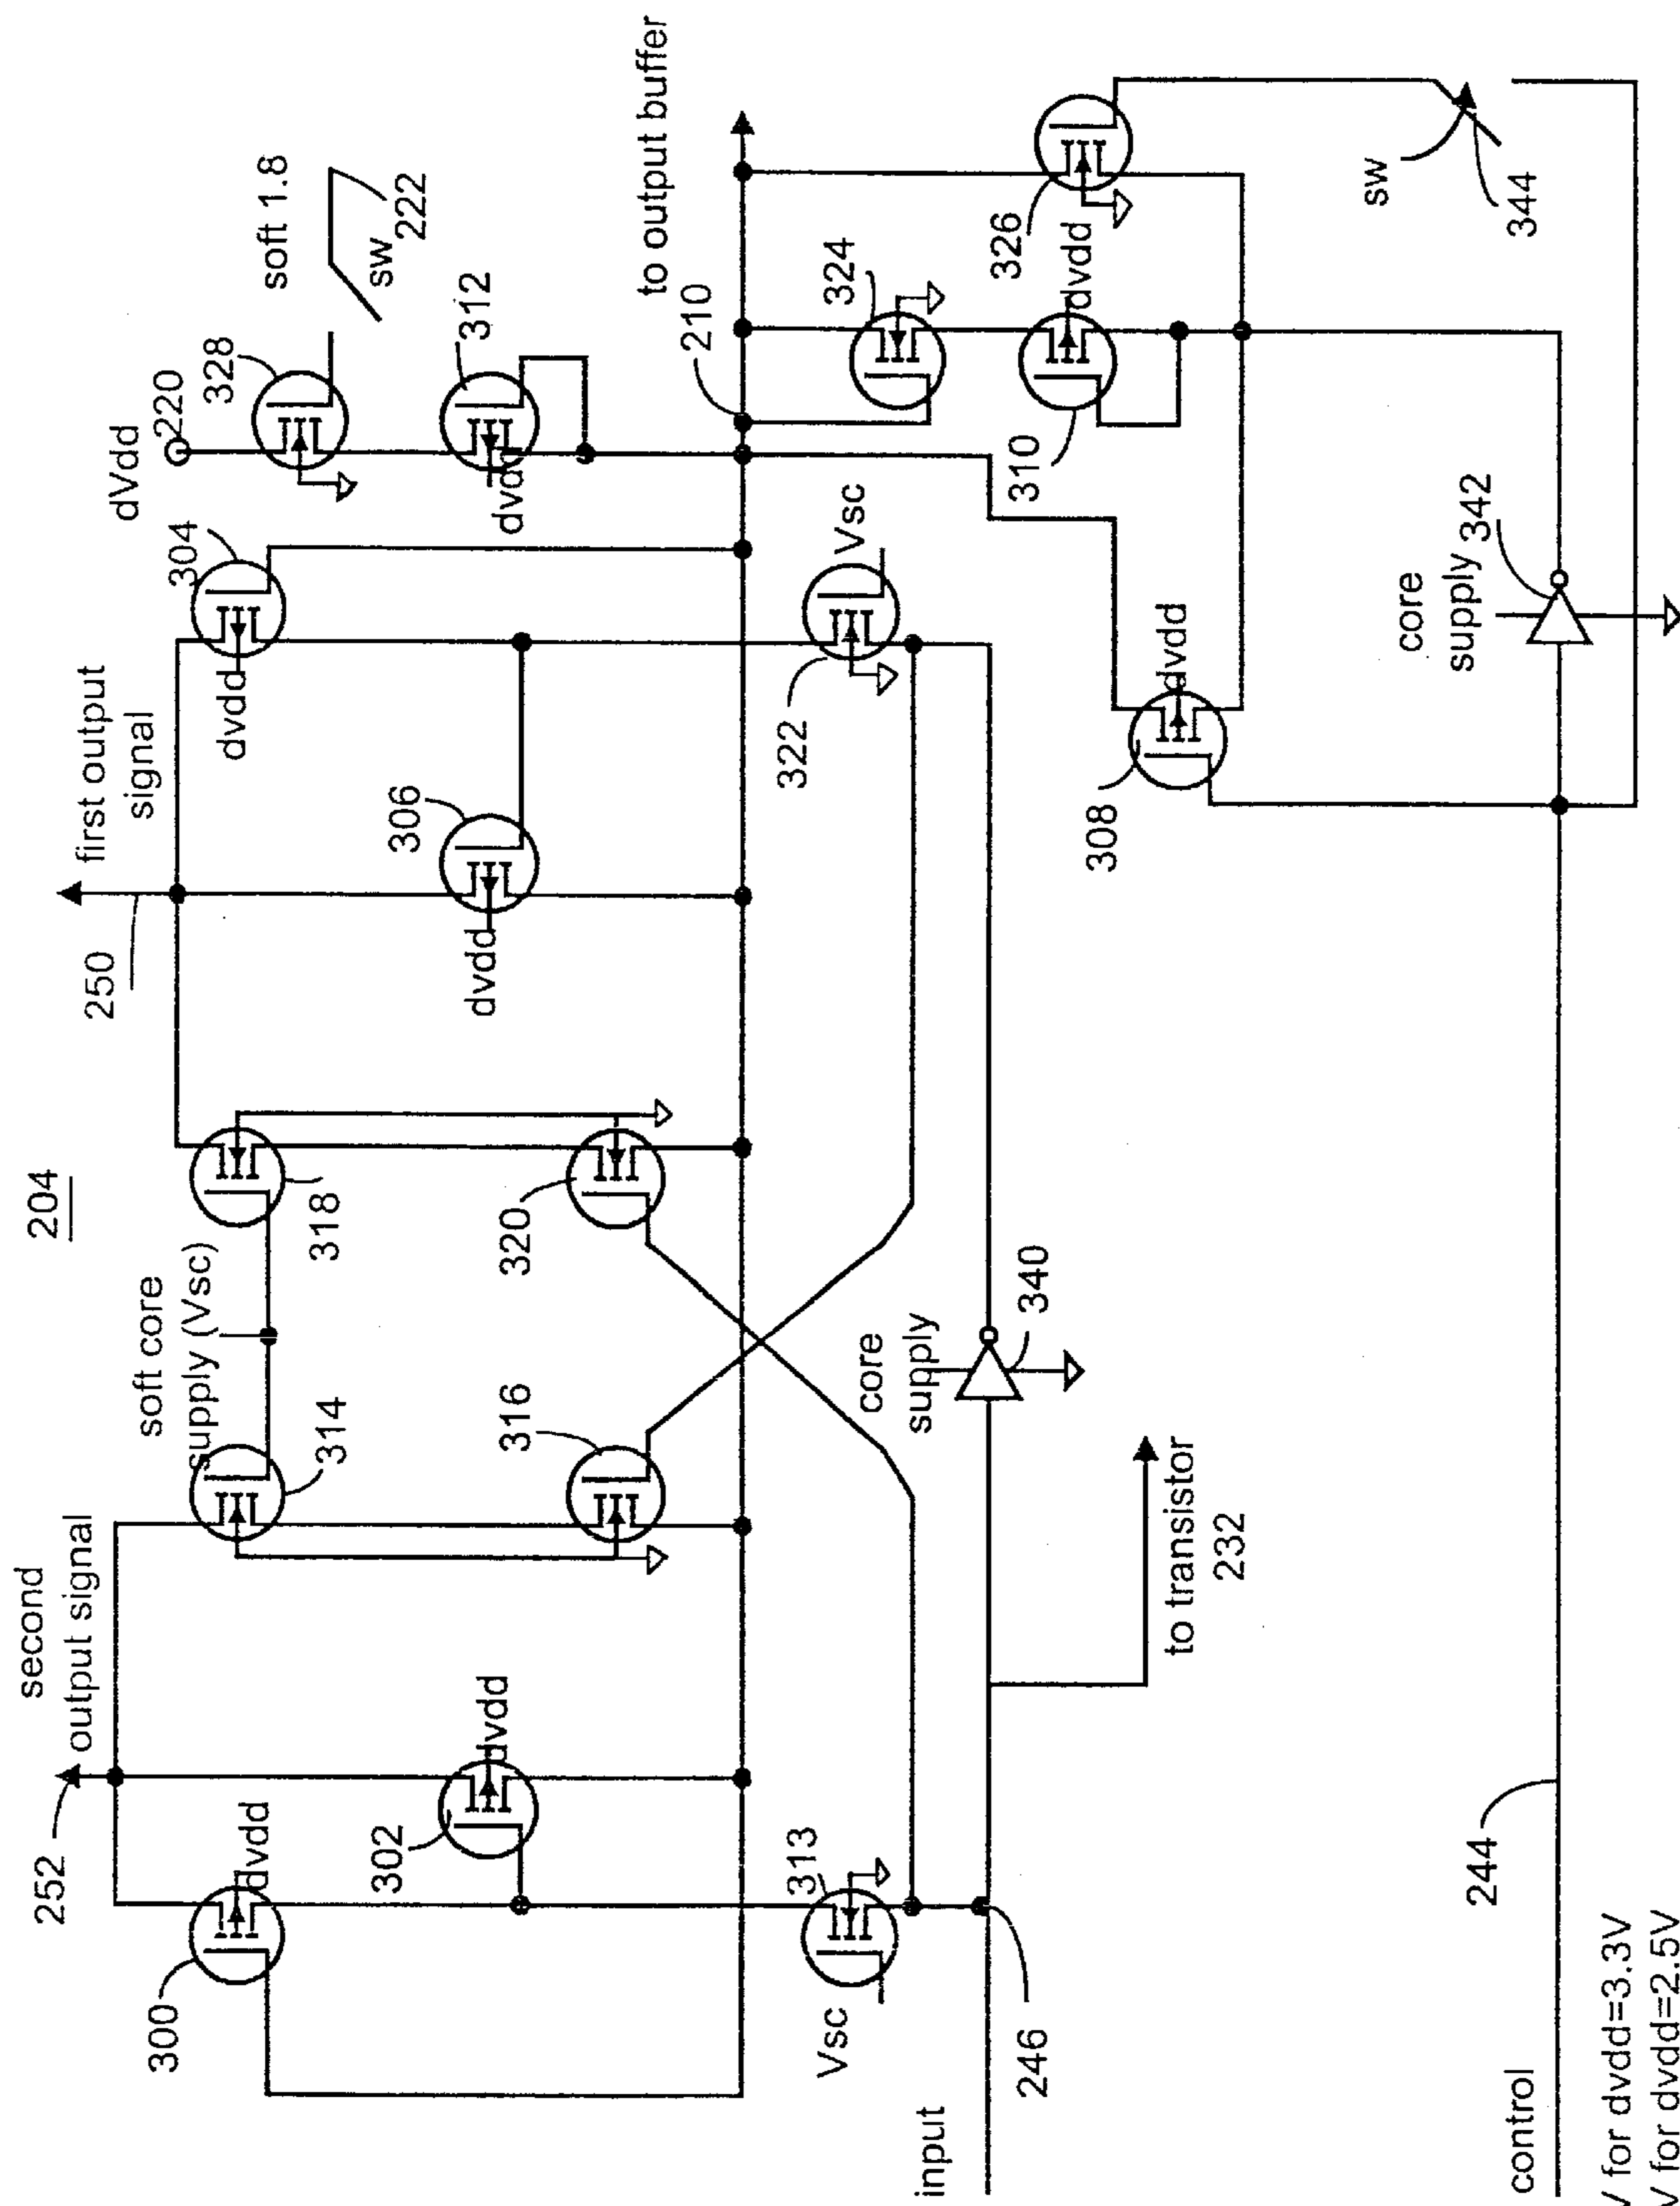 204
second
output signal
252
soft core
supply (Vsc)
first output
signal
250
dVdd
220
soft 1.8
sw
222
300
dvdd
302
dvdd
314
318
316
320
304
dvdd
306
dvdd
328
312
dvdd
to output buffer
210
Vsc
313
322
Vsc
324
326
310
dvdd
308
dvdd
input
246
core
supply
340
to transistor
232
core
supply
342
sw
344
control
244
V for dvdd=3.3V
V for dvdd=2.5V